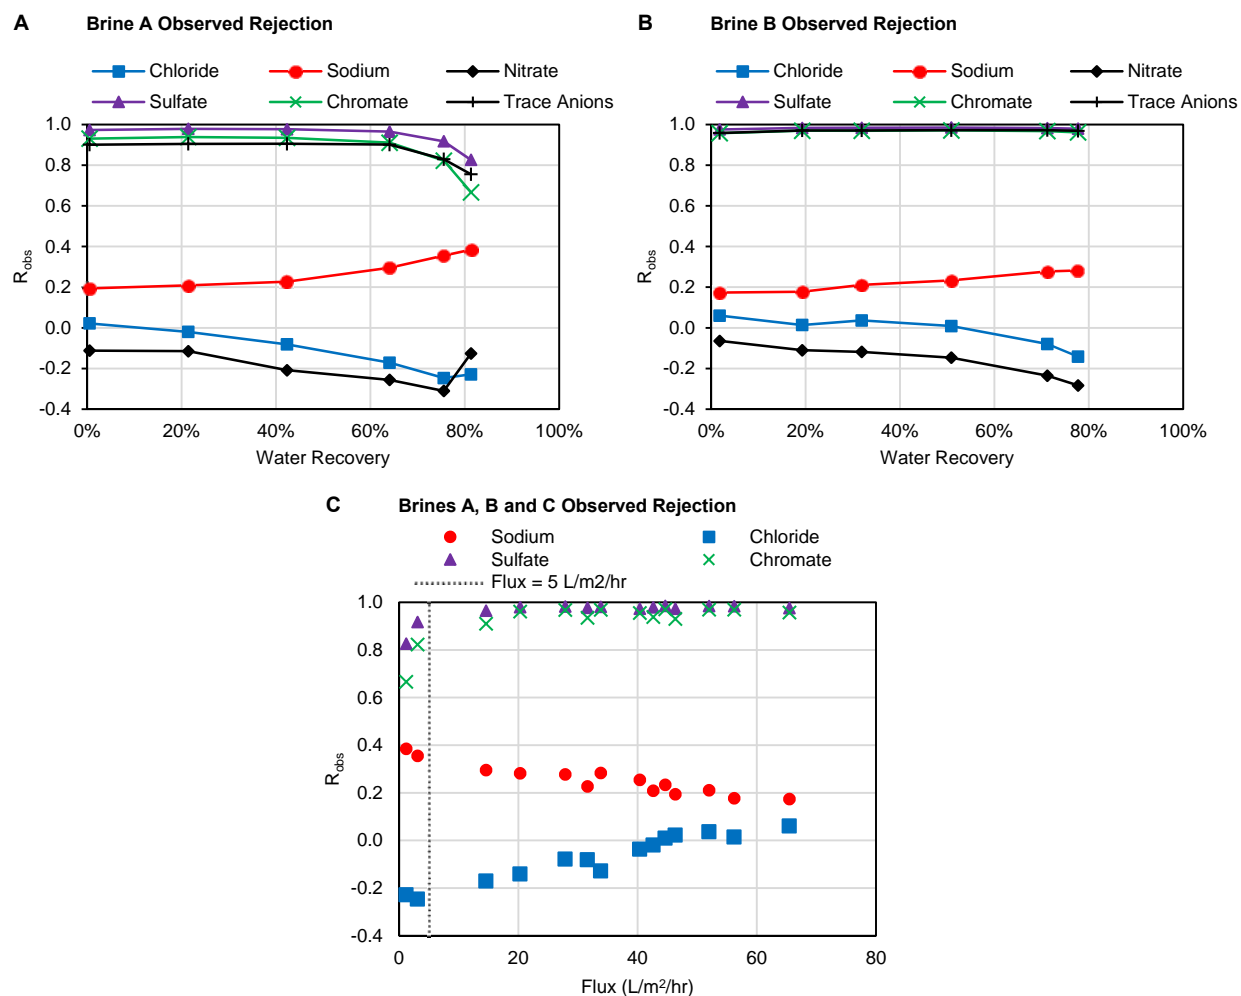 A Brine A Observed Rejection
Chloride Sodium Nitrate
Sulfate Chromate Trace Anions
1.0
0.8
0.6
0.4
0.2
0.0
-0.2
-0.4
R_obs
0% 20% 40% 60% 80% 100%
Water Recovery
B Brine B Observed Rejection
Chloride Sodium Nitrate
Sulfate Chromate Trace Anions
1.0
0.8
0.6
0.4
0.2
0.0
-0.2
-0.4
R_obs
0% 20% 40% 60% 80% 100%
Water Recovery
C Brines A, B and C Observed Rejection
Sodium Chloride
Sulfate Chromate
Flux = 5 L/m2/hr
1.0
0.8
0.6
0.4
0.2
0.0
-0.2
-0.4
R_obs
0 20 40 60 80
Flux (L/m²/hr)